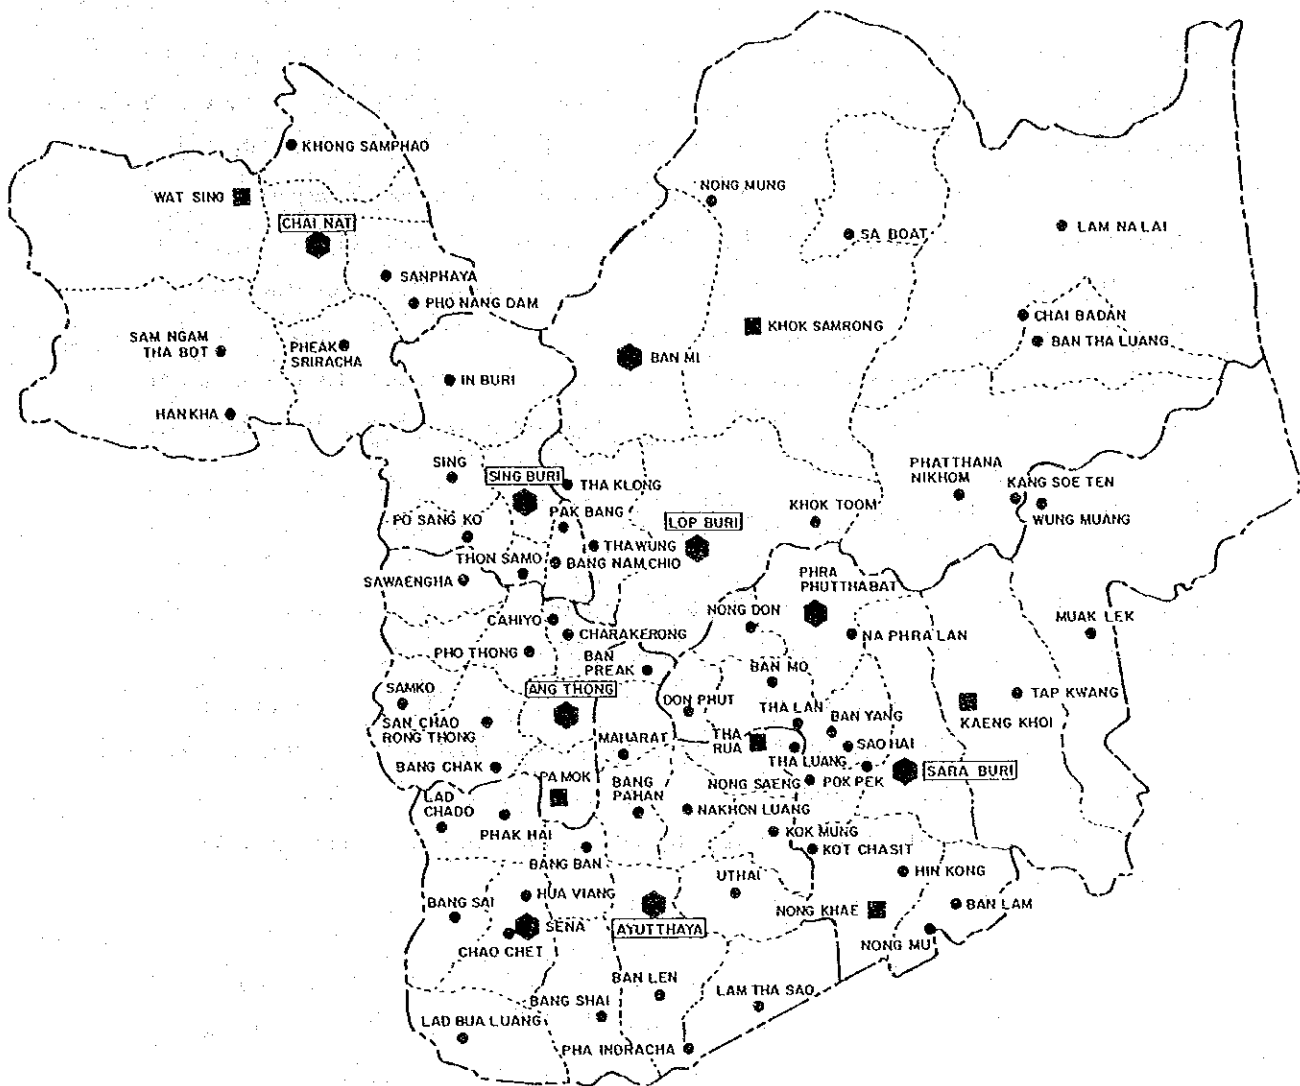 KHONG SAMPHAO
WAT SING
NONG MUNG
CHAI NAT
SA BOAT
LAM NA LAI
SANPHAYA
PHO NANG DAM
CHAI BADAN
KHOK SAMRONG
SAM NGAM
THA BOT
PHEAK
SRIRACHA
BAN THA LUANG
BAN MI
IN BURI
HAN KHA
SING
SING BURI
THA KLONG
PHATTHANA
NIKHOM
KANG SOE TEN
WUNG MUANG
PO SANG KO
PAK BANG
LOP BURI
KHOK TOOM
THA WUNG
THON SAMO
BANG NAM CHIO
SAWAENGHA
PHRA
PHUTTHABAT
NONG DON
CAHIYO
CHARAKERONG
NA PHRA LAN
MUAK LEK
PHO THONG
BAN
PREAK
BAN MO
SAMKO
ANG THONG
DON PHUT
THA LAN
BAN YANG
TAP KWANG
KAENG KHOI
SAN CHAO
RONG THONG
THA
RUA
SAO HAI
MAHARAT
THA LUANG
BANG CHAK
PA MOK
BANG
PAHAN
NONG SAENG
POK PEK
SARA BURI
LAD
CHADO
PHAK HAI
NAKHON LUANG
KOK MUNG
KOT CHASIT
BANG BAN
HIN KONG
UTHAI
HUA VIANG
BANG SAI
SENA
AYUTTHAYA
NONG KHAE
BAN LAM
CHAO CHET
NONG MU
BAN LEN
LAM THA SAO
BANG SHAI
LAD BUA LUANG
PHA INDRACHA